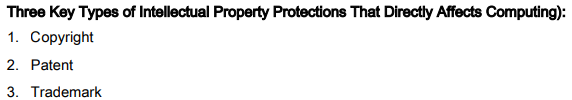 Three Key Types of Intellectual Property Protections That Directly Affects Computing):
1. Copyright
2. Patent
3. Trademark